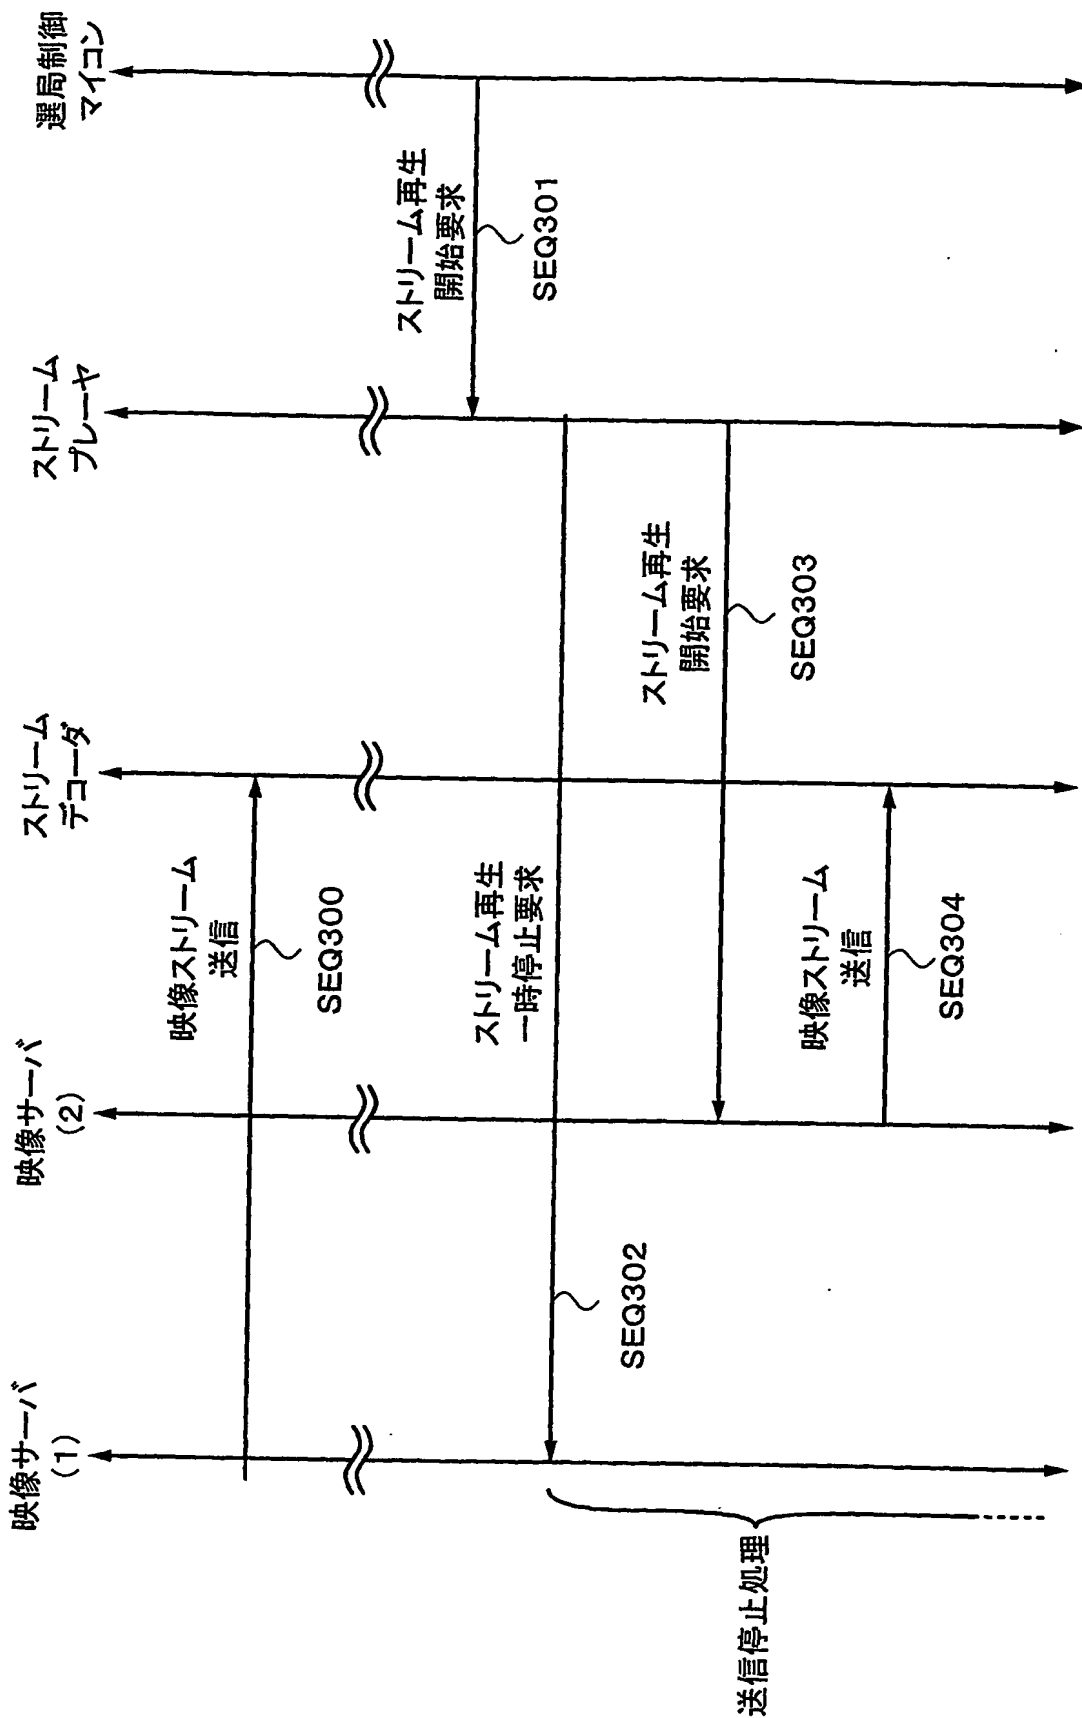 映像サーバ
(1)
映像サーバ
(2)
ストリーム
デコーダ
ストリーム
プレーヤ
選局制御
マイコン
映像ストリーム
送信
SEQ300
ストリーム再生
開始要求
SEQ301
ストリーム再生
一時停止要求
SEQ302
ストリーム再生
開始要求
SEQ303
映像ストリーム
送信
SEQ304
送信停止処理